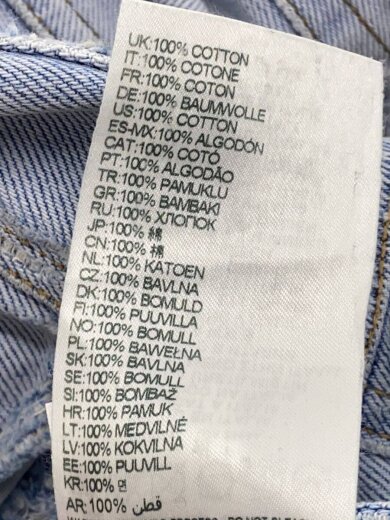 UK:100% COTTON
IT:100% COTONE
FR:100% COTON
DE:100% BAUMWOLLE
US:100% COTTON
ES-MX:100% ALGODÓN
CAT:100% COTÓ
PT:100% ALGODÃO
TR:100% PAMUKLU
GR:100% BAMBAKI
RU:100% ХЛОПОК
JP:100% 綿
CN:100% 棉
NL:100% KATOEN
CZ:100% BAVLNA
DK:100% BOMULD
FI:100% PUUVILLA
NO:100% BOMULL
PL:100% BAWEŁNA
SK:100% BAVLNA
SE:100% BOMULL
SI:100% BOMBAŽ
HR:100% PAMUK
LT:100% MEDVILNĖ
LV:100% KOKVILNA
EE:100% PUUVILL
KR:100% 면
AR:100% قطن